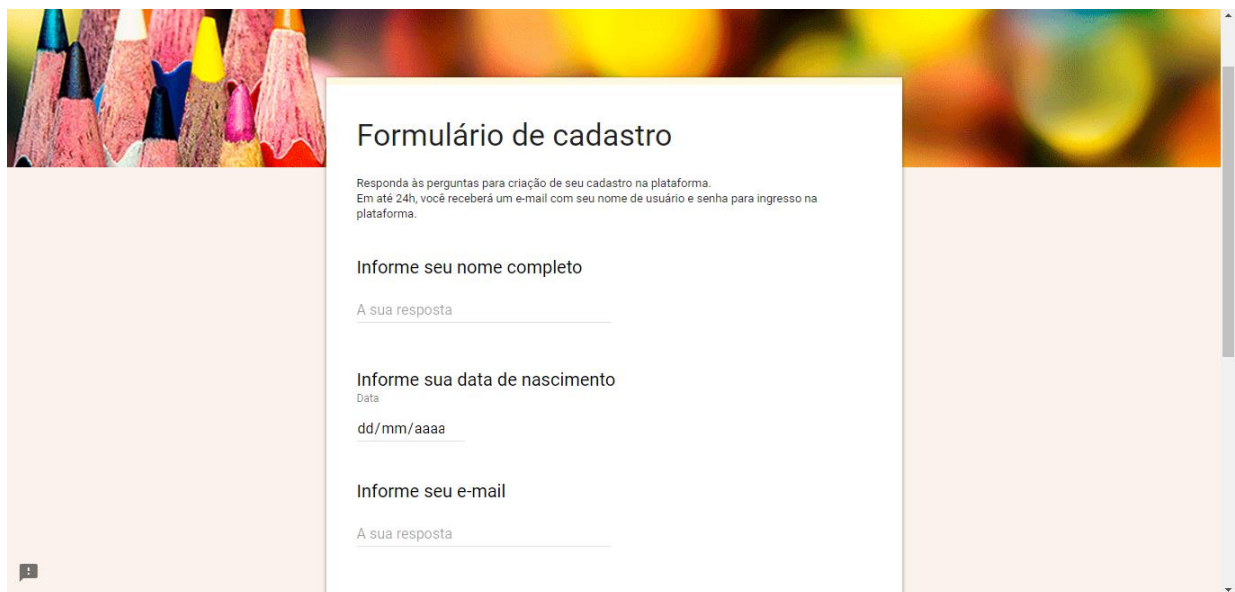 Formulário de cadastro
Responda às perguntas para criação de seu cadastro na plataforma.
Em até 24h, você receberá um e-mail com seu nome de usuário e senha para ingresso na
plataforma.
Informe seu nome completo
A sua resposta
Informe sua data de nascimento
Data
dd/mm/aaaa
Informe seu e-mail
A sua resposta